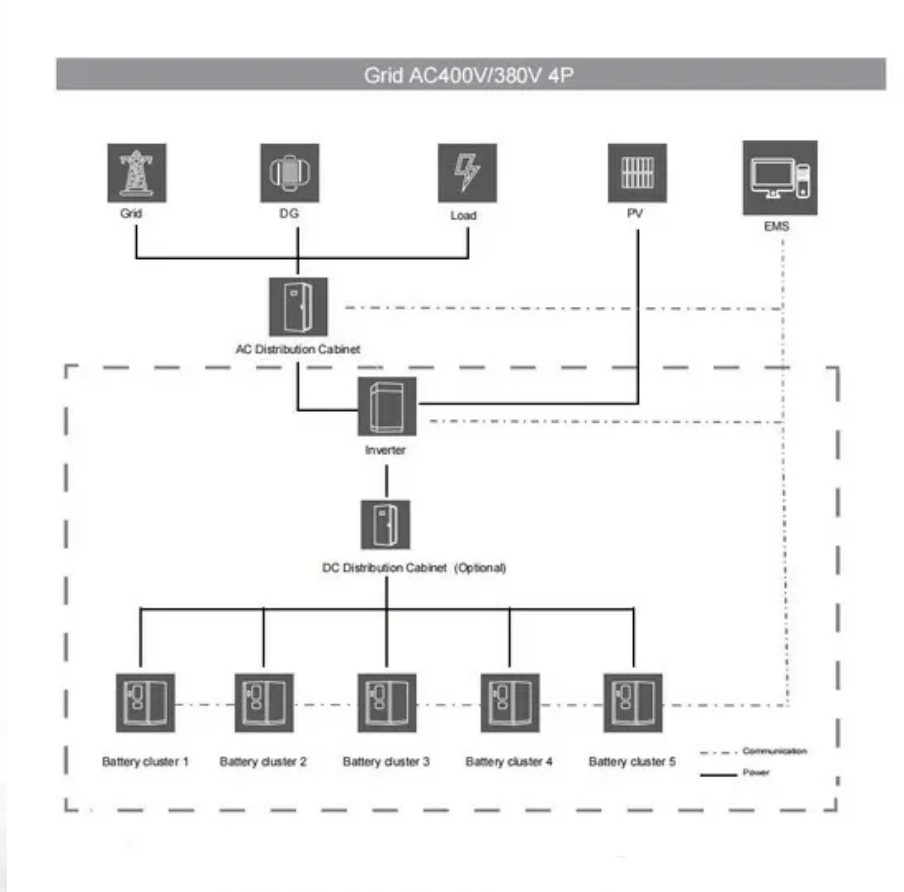 Grid AC400V/380V 4P
Grid
DG
Load
PV
EMS
AC Distribution Cabinet
Inverter
DC Distribution Cabinet (Optional)
Battery cluster 1
Battery cluster 2
Battery cluster 3
Battery cluster 4
Battery cluster 5
Communication
Power